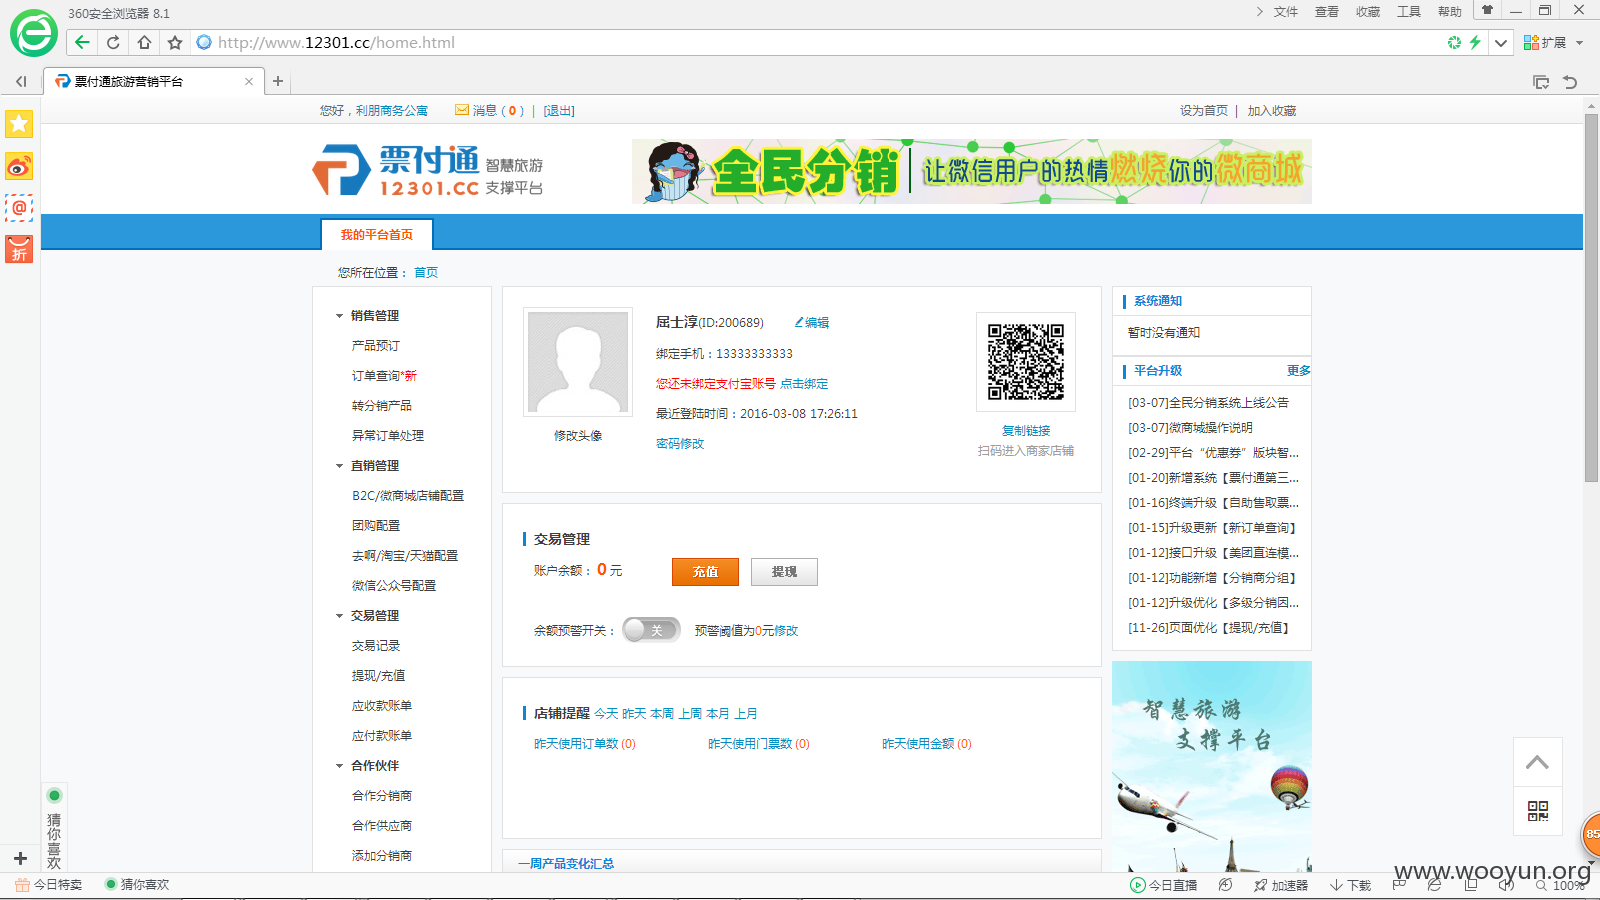 360安全浏览器 8.1
文件 查看 收藏 工具 帮助
http://www.12301.cc/home.html
扩展
票付通旅游营销平台
您好，利朋商务公寓 消息 ( 0 ) | [退出]
设为首页 | 加入收藏
票付通 智慧旅游
12301.CC 支撑平台
全民分销 让微信用户的热情燃烧你的微商城
@
折
我的平台首页
您所在位置： 首页
销售管理
产品预订
订单查询*新
转分销产品
异常订单处理
直销管理
B2C/微商城店铺配置
团购配置
去啊/淘宝/天猫配置
微信公众号配置
交易管理
交易记录
提现/充值
应收款账单
应付款账单
合作伙伴
合作分销商
合作供应商
添加分销商
修改头像
屈士淳(ID:200689) 编辑
绑定手机：13333333333
您还未绑定支付宝账号 点击绑定
最近登陆时间：2016-03-08 17:26:11
密码修改
复制链接
扫码进入商家店铺
交易管理
账户余额： 0 元 充值 提现
余额预警开关： 关 预警阈值为0元修改
店铺提醒 今天 昨天 本周 上周 本月 上月
昨天使用订单数 (0) 昨天使用门票数 (0) 昨天使用金额 (0)
一周产品变化汇总
系统通知
暂时没有通知
平台升级 更多
[03-07]全民分销系统上线公告
[03-07]微商城操作说明
[02-29]平台“优惠券”版块智...
[01-20]新增系统【票付通第三...
[01-16]终端升级【自助售取票...
[01-15]升级更新【新订单查询】
[01-12]接口升级【美团直连模...
[01-12]功能新增【分销商分组】
[01-12]升级优化【多级分销因...
[11-26]页面优化【提现/充值】
智慧旅游
支撑平台
85
猜你喜欢
www.wooyun.org
今日特卖 猜你喜欢
今日直播 加速器 下载 100%